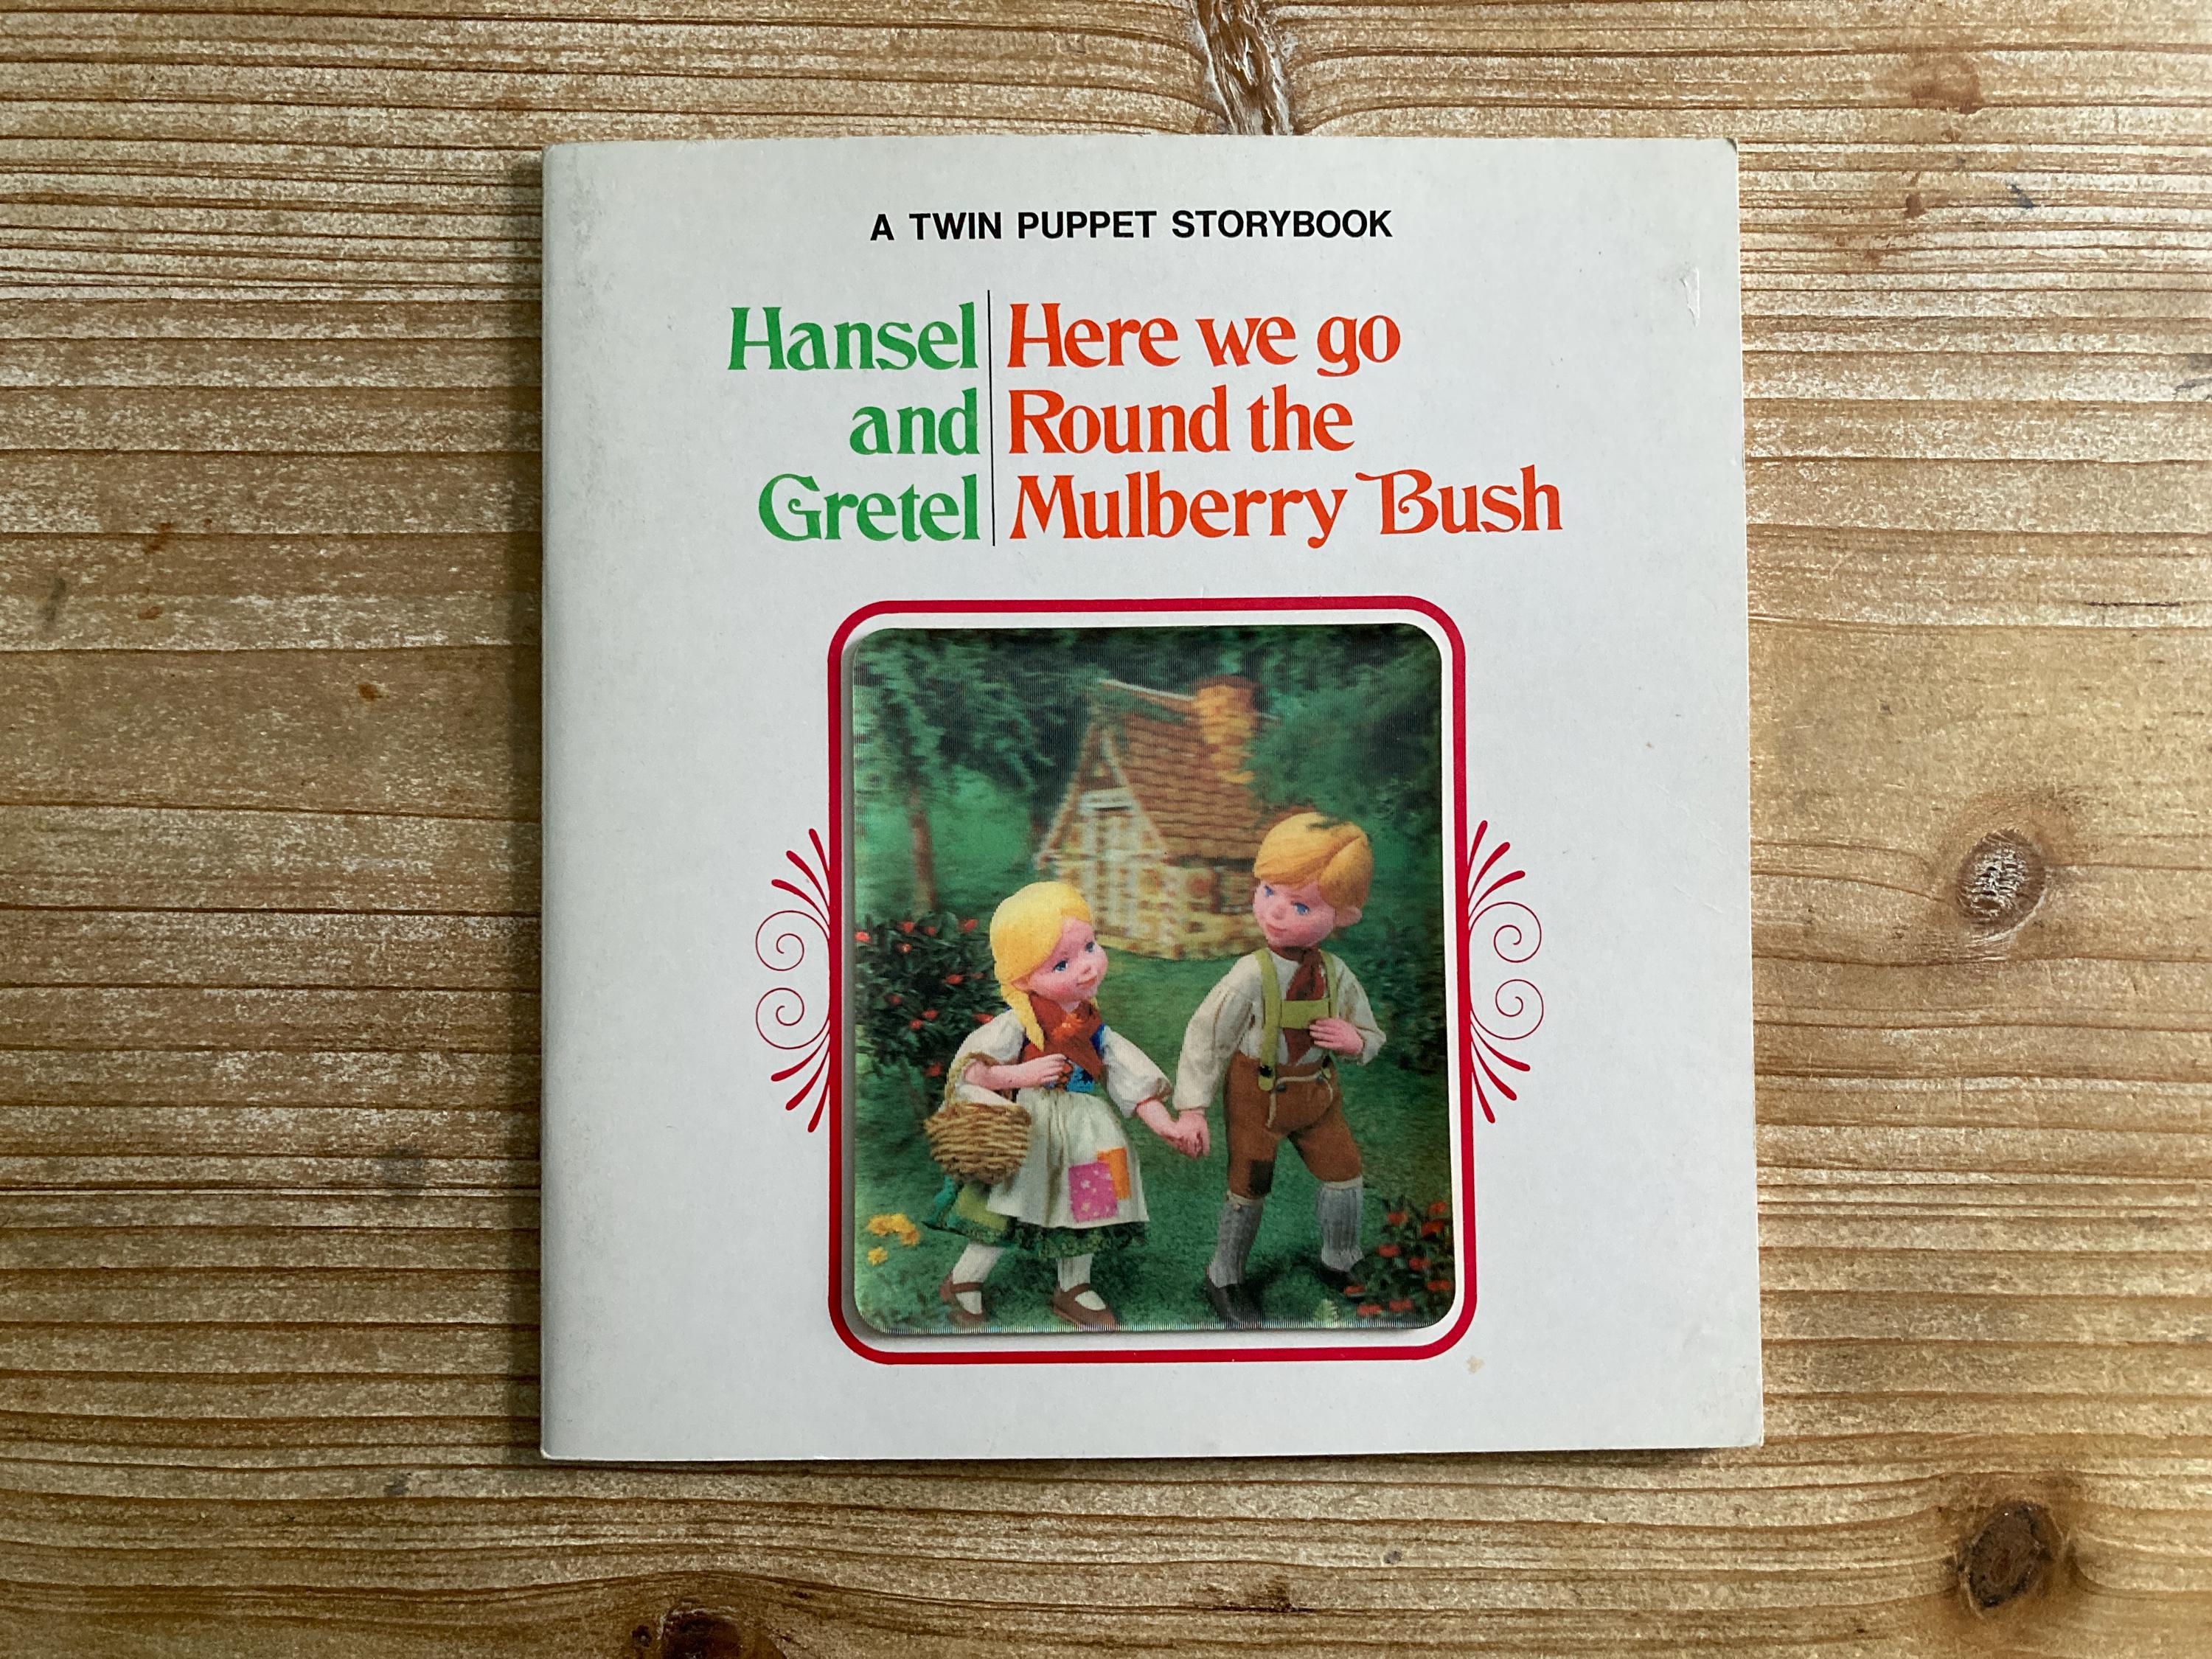 A TWIN PUPPET STORYBOOK
Hansel
and
Gretel
Here we go
Round the
Mulberry Bush